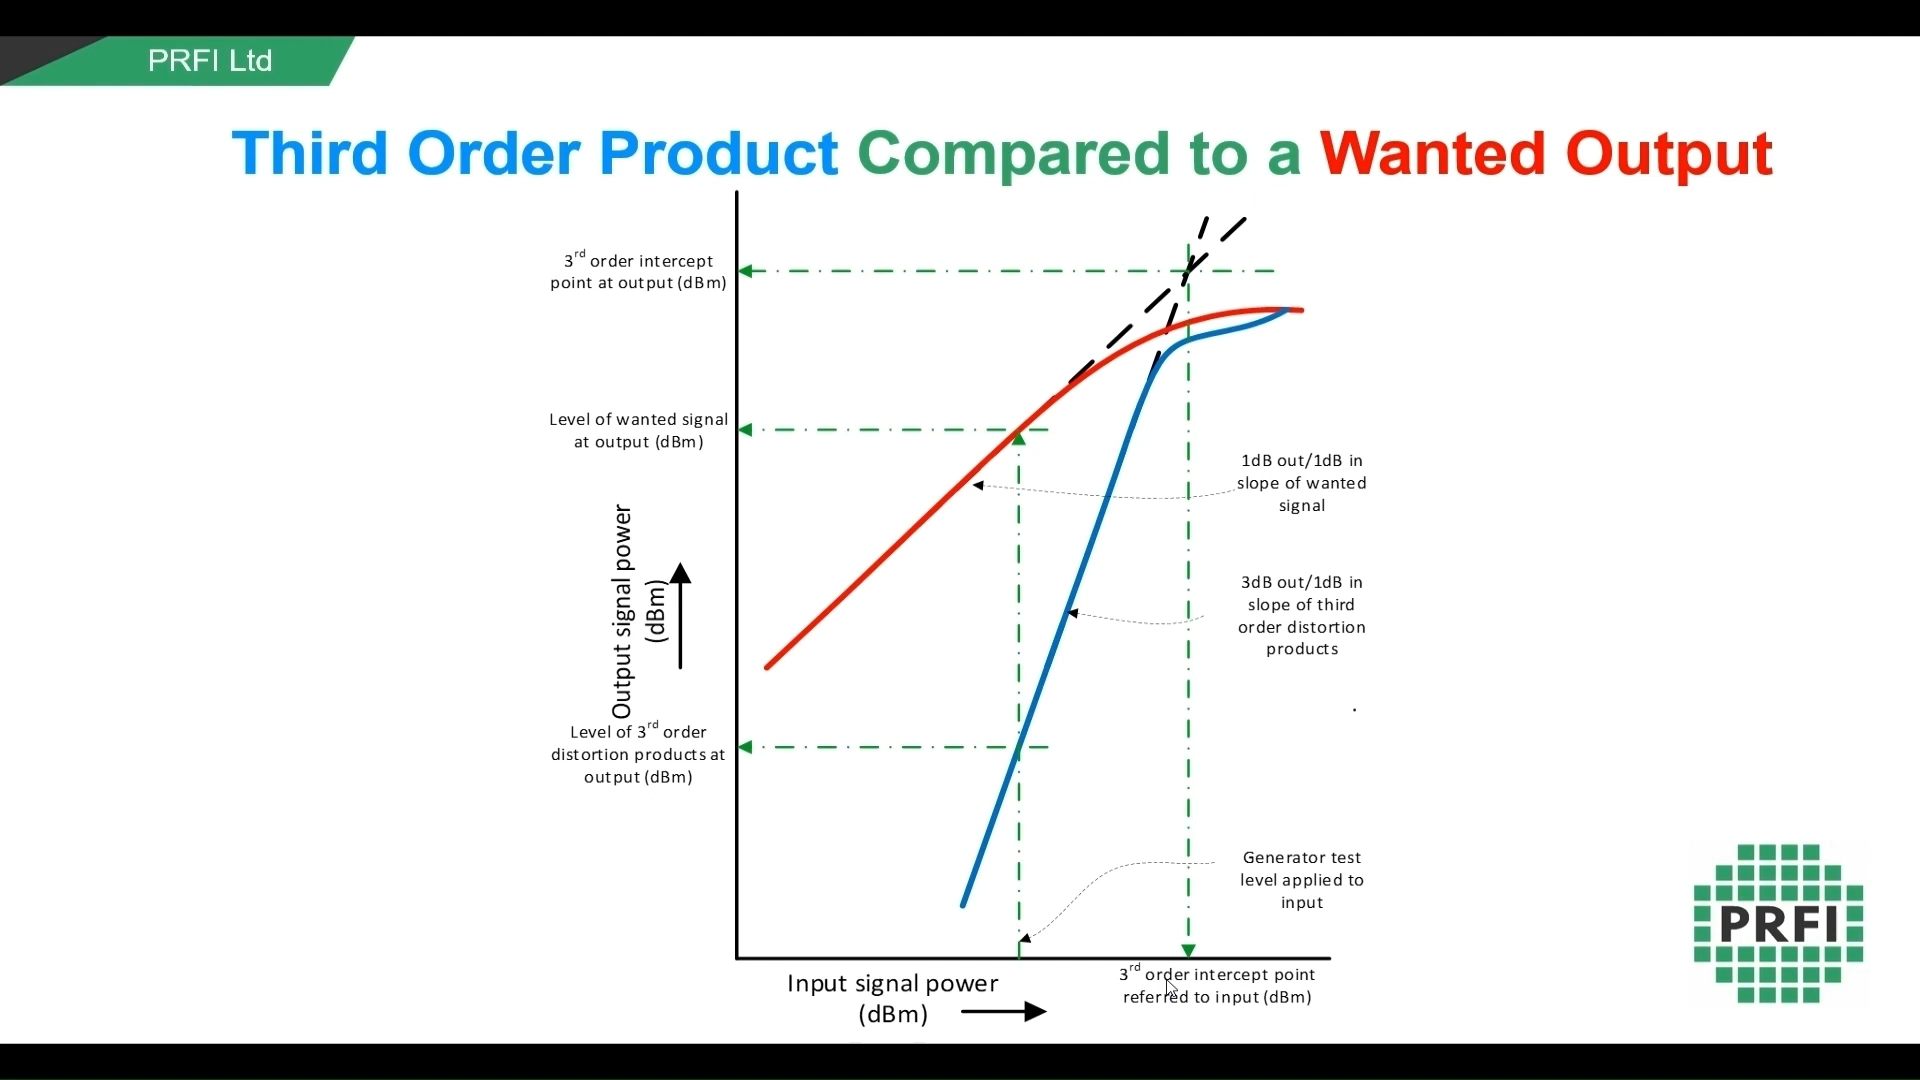 PRFI Ltd
Third Order Product Compared to a Wanted Output
3rd order intercept
point at output (dBm)
Level of wanted signal
at output (dBm)
1dB out/1dB in
slope of wanted
signal
Output signal power
(dBm)
3dB out/1dB in
slope of third
order distortion
products
Level of 3rd order
distortion products at
output (dBm)
Generator test
level applied to
input
PRFI
Input signal power
(dBm)
3rd order intercept point
referred to input (dBm)